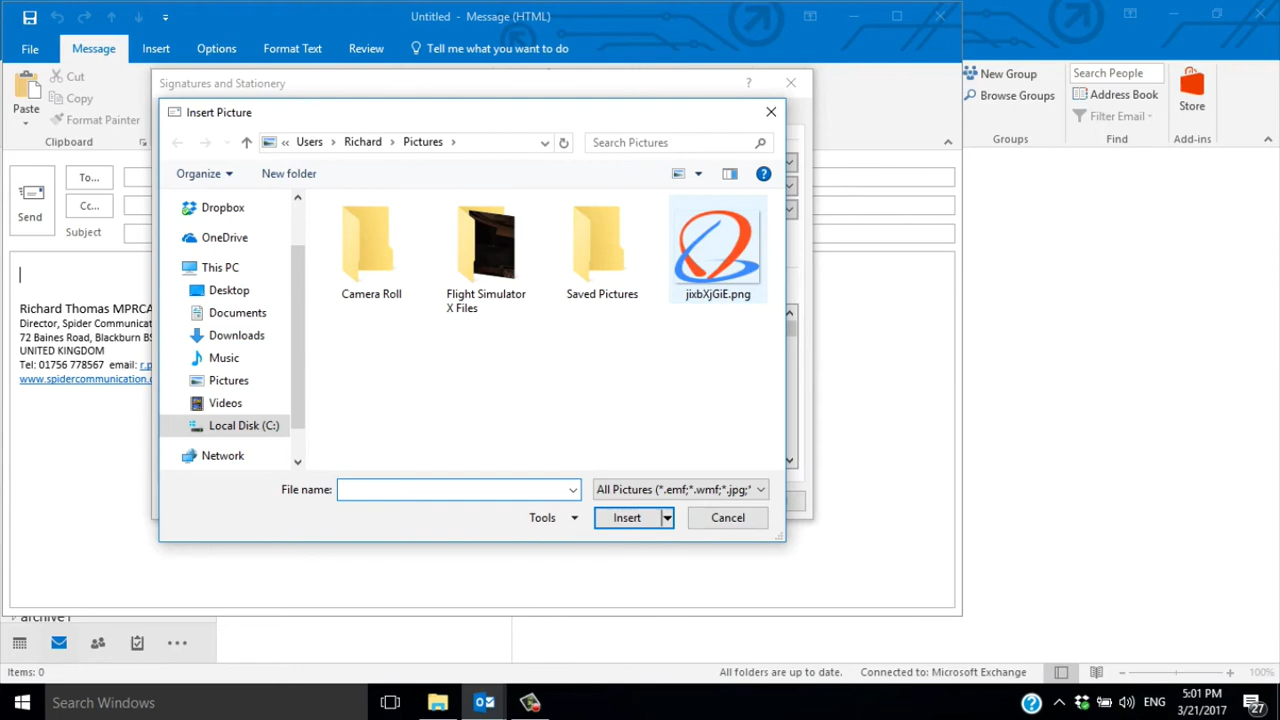 Untitled - Message (HTML)
File
Message
Insert
Options
Format Text
Review
Tell me what you want to do
Paste
Cut
Copy
Format Painter
Clipboard
New Group
Browse Groups
Groups
Search People
Address Book
Filter Email
Find
Store
Add-ins
Signatures and Stationery
?
Send
To...
Cc...
Subject
Richard Thomas MPRCA
Director, Spider Communicat
72 Baines Road, Blackburn
UNITED KINGDOM
Tel: 01756 778567 email: r.p
www.spidercommunication.
Insert Picture
« Users > Richard > Pictures >
Search Pictures
Organize
New folder
?
Dropbox
OneDrive
This PC
Desktop
Documents
Downloads
Music
Pictures
Videos
Local Disk (C:)
Network
Camera Roll
Flight Simulator
X Files
Saved Pictures
jixbXjGiE.png
File name:
All Pictures (*.emf;*.wmf;*.jpg;*
Tools
Insert
Cancel
Items: 0
All folders are up to date.
Connected to: Microsoft Exchange
100%
Search Windows
?
ENG
5:01 PM
3/21/2017
27